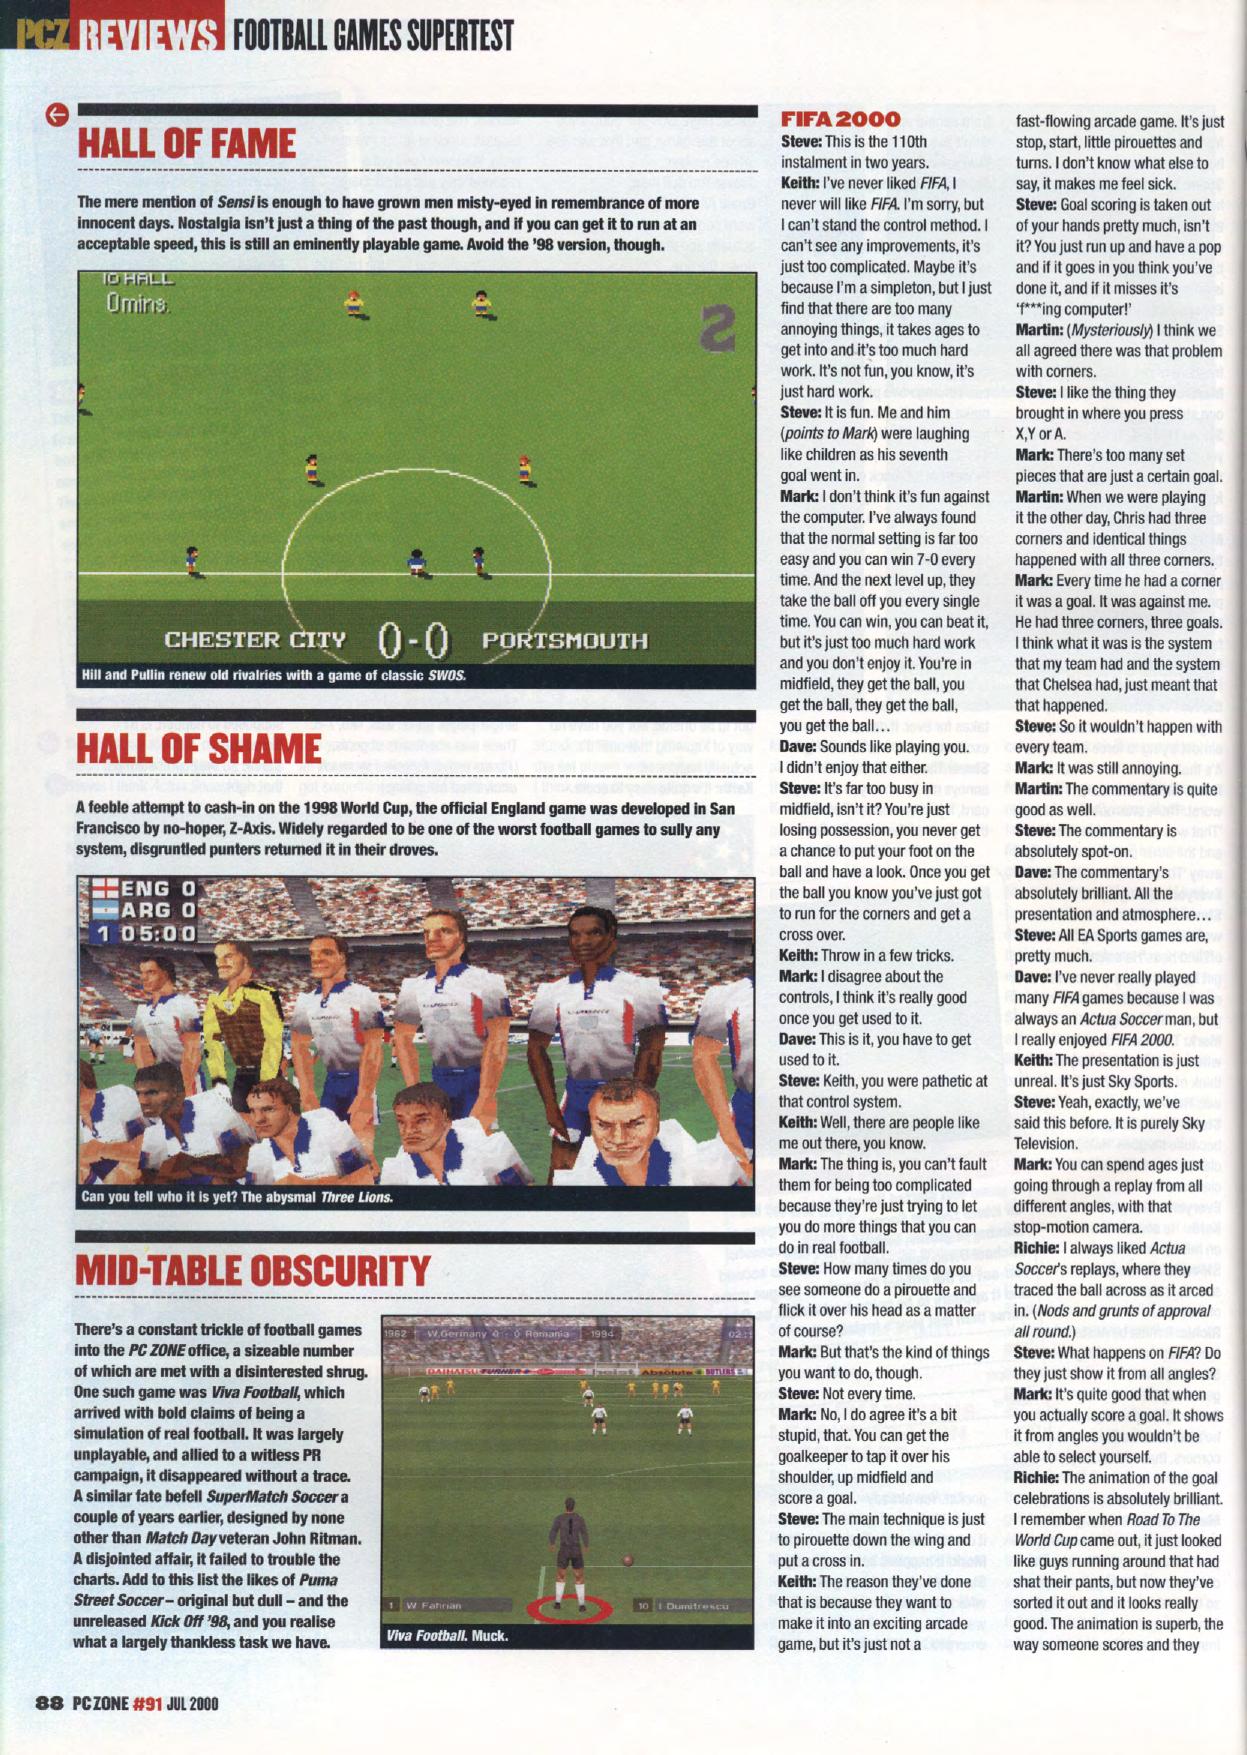 PCZ REVIEWS FOOTBALL GAMES SUPERTEST
HALL OF FAME
The mere mention of Sensi is enough to have grown men misty-eyed in remembrance of more
innocent days. Nostalgia isn't just a thing of the past though, and if you can get it to run at an
acceptable speed, this is still an eminently playable game. Avoid the '98 version, though.
10 HALL
0mins.
2
CHESTER CITY 0-0 PORTSMOUTH
Hill and Pullin renew old rivalries with a game of classic SWOS.
HALL OF SHAME
A feeble attempt to cash-in on the 1998 World Cup, the official England game was developed in San
Francisco by no-hoper, Z-Axis. Widely regarded to be one of the worst football games to sully any
system, disgruntled punters returned it in their droves.
ENG 0
ARG 0
1 05:00
Can you tell who it is yet? The abysmal Three Lions.
MID-TABLE OBSCURITY
There's a constant trickle of football games
into the PC ZONE office, a sizeable number
of which are met with a disinterested shrug.
One such game was Viva Football, which
arrived with bold claims of being a
simulation of real football. It was largely
unplayable, and allied to a witless PR
campaign, it disappeared without a trace.
A similar fate befell SuperMatch Soccer a
couple of years earlier, designed by none
other than Match Day veteran John Ritman.
A disjointed affair, it failed to trouble the
charts. Add to this list the likes of Puma
Street Soccer – original but dull – and the
unreleased Kick Off '98, and you realise
what a largely thankless task we have.
1962 W.Germany 0 - 0 Romania 1994 02:
DAIHATSU TURNER Absolute BUTLERS
1
1 W Fahrian 10 I Dumitrescu
Viva Football. Muck.
FIFA 2000
Steve: This is the 110th
instalment in two years.
Keith: I've never liked FIFA, I
never will like FIFA. I'm sorry, but
I can't stand the control method. I
can't see any improvements, it's
just too complicated. Maybe it's
because I'm a simpleton, but I just
find that there are too many
annoying things, it takes ages to
get into and it's too much hard
work. It's not fun, you know, it's
just hard work.
Steve: It is fun. Me and him
(points to Mark) were laughing
like children as his seventh
goal went in.
Mark: I don't think it's fun against
the computer. I've always found
that the normal setting is far too
easy and you can win 7-0 every
time. And the next level up, they
take the ball off you every single
time. You can win, you can beat it,
but it's just too much hard work
and you don't enjoy it. You're in
midfield, they get the ball, you
get the ball, they get the ball,
you get the ball...
Dave: Sounds like playing you.
I didn't enjoy that either.
Steve: It's far too busy in
midfield, isn't it? You're just
losing possession, you never get
a chance to put your foot on the
ball and have a look. Once you get
the ball you know you've just got
to run for the corners and get a
cross over.
Keith: Throw in a few tricks.
Mark: I disagree about the
controls, I think it's really good
once you get used to it.
Dave: This is it, you have to get
used to it.
Steve: Keith, you were pathetic at
that control system.
Keith: Well, there are people like
me out there, you know.
Mark: The thing is, you can't fault
them for being too complicated
because they're just trying to let
you do more things that you can
do in real football.
Steve: How many times do you
see someone do a pirouette and
flick it over his head as a matter
of course?
Mark: But that's the kind of things
you want to do, though.
Steve: Not every time.
Mark: No, I do agree it's a bit
stupid, that. You can get the
goalkeeper to tap it over his
shoulder, up midfield and
score a goal.
Steve: The main technique is just
to pirouette down the wing and
put a cross in.
Keith: The reason they've done
that is because they want to
make it into an exciting arcade
game, but it's just not a
fast-flowing arcade game. It's just
stop, start, little pirouettes and
turns. I don't know what else to
say, it makes me feel sick.
Steve: Goal scoring is taken out
of your hands pretty much, isn't
it? You just run up and have a pop
and if it goes in you think you've
done it, and if it misses it's
'f***ing computer!'
Martin: (Mysteriously) I think we
all agreed there was that problem
with corners.
Steve: I like the thing they
brought in where you press
X,Y or A.
Mark: There's too many set
pieces that are just a certain goal.
Martin: When we were playing
it the other day, Chris had three
corners and identical things
happened with all three corners.
Mark: Every time he had a corner
it was a goal. It was against me.
He had three corners, three goals.
I think what it was is the system
that my team had and the system
that Chelsea had, just meant that
that happened.
Steve: So it wouldn't happen with
every team.
Mark: It was still annoying.
Martin: The commentary is quite
good as well.
Steve: The commentary is
absolutely spot-on.
Dave: The commentary's
absolutely brilliant. All the
presentation and atmosphere...
Steve: All EA Sports games are,
pretty much.
Dave: I've never really played
many FIFA games because I was
always an Actua Soccer man, but
I really enjoyed FIFA 2000.
Keith: The presentation is just
unreal. It's just Sky Sports.
Steve: Yeah, exactly, we've
said this before. It is purely Sky
Television.
Mark: You can spend ages just
going through a replay from all
different angles, with that
stop-motion camera.
Richie: I always liked Actua
Soccer's replays, where they
traced the ball across as it arced
in. (Nods and grunts of approval
all round.)
Steve: What happens on FIFA? Do
they just show it from all angles?
Mark: It's quite good that when
you actually score a goal. It shows
it from angles you wouldn't be
able to select yourself.
Richie: The animation of the goal
celebrations is absolutely brilliant.
I remember when Road To The
World Cup came out, it just looked
like guys running around that had
shat their pants, but now they've
sorted it out and it looks really
good. The animation is superb, the
way someone scores and they
88 PC ZONE #91 JUL 2000